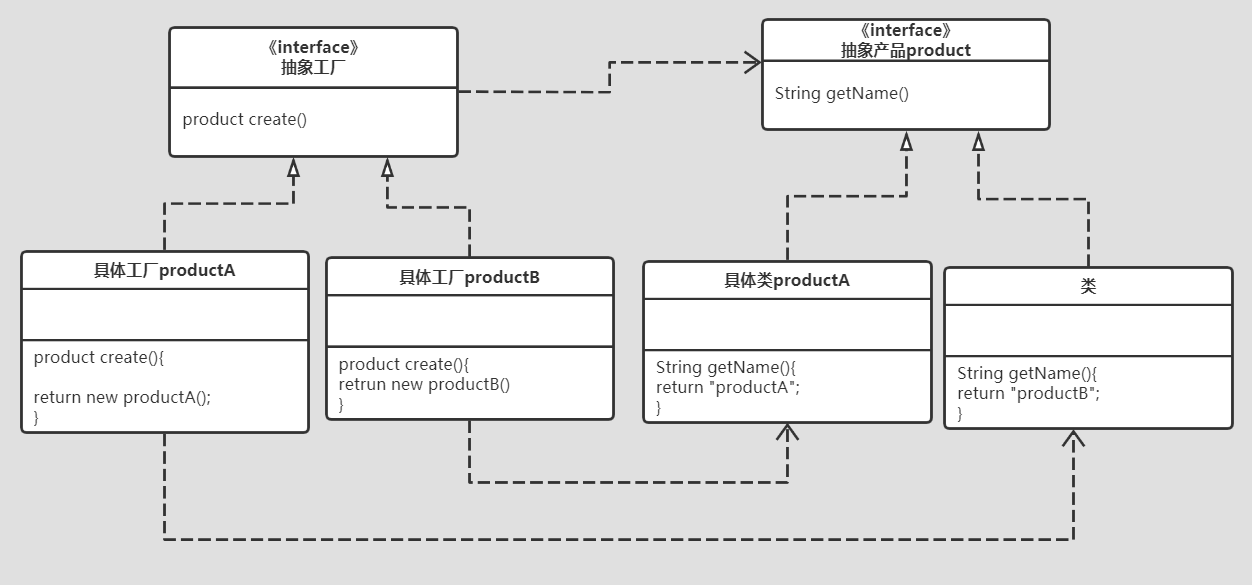 《interface》
抽象工厂
product create()
《interface》
抽象产品product
String getName()
具体工厂productA
product create(){
return new productA();
}
具体工厂productB
product create(){
retrun new productB()
}
具体类productA
String getName(){
return "productA";
}
类
String getName(){
return "productB";
}